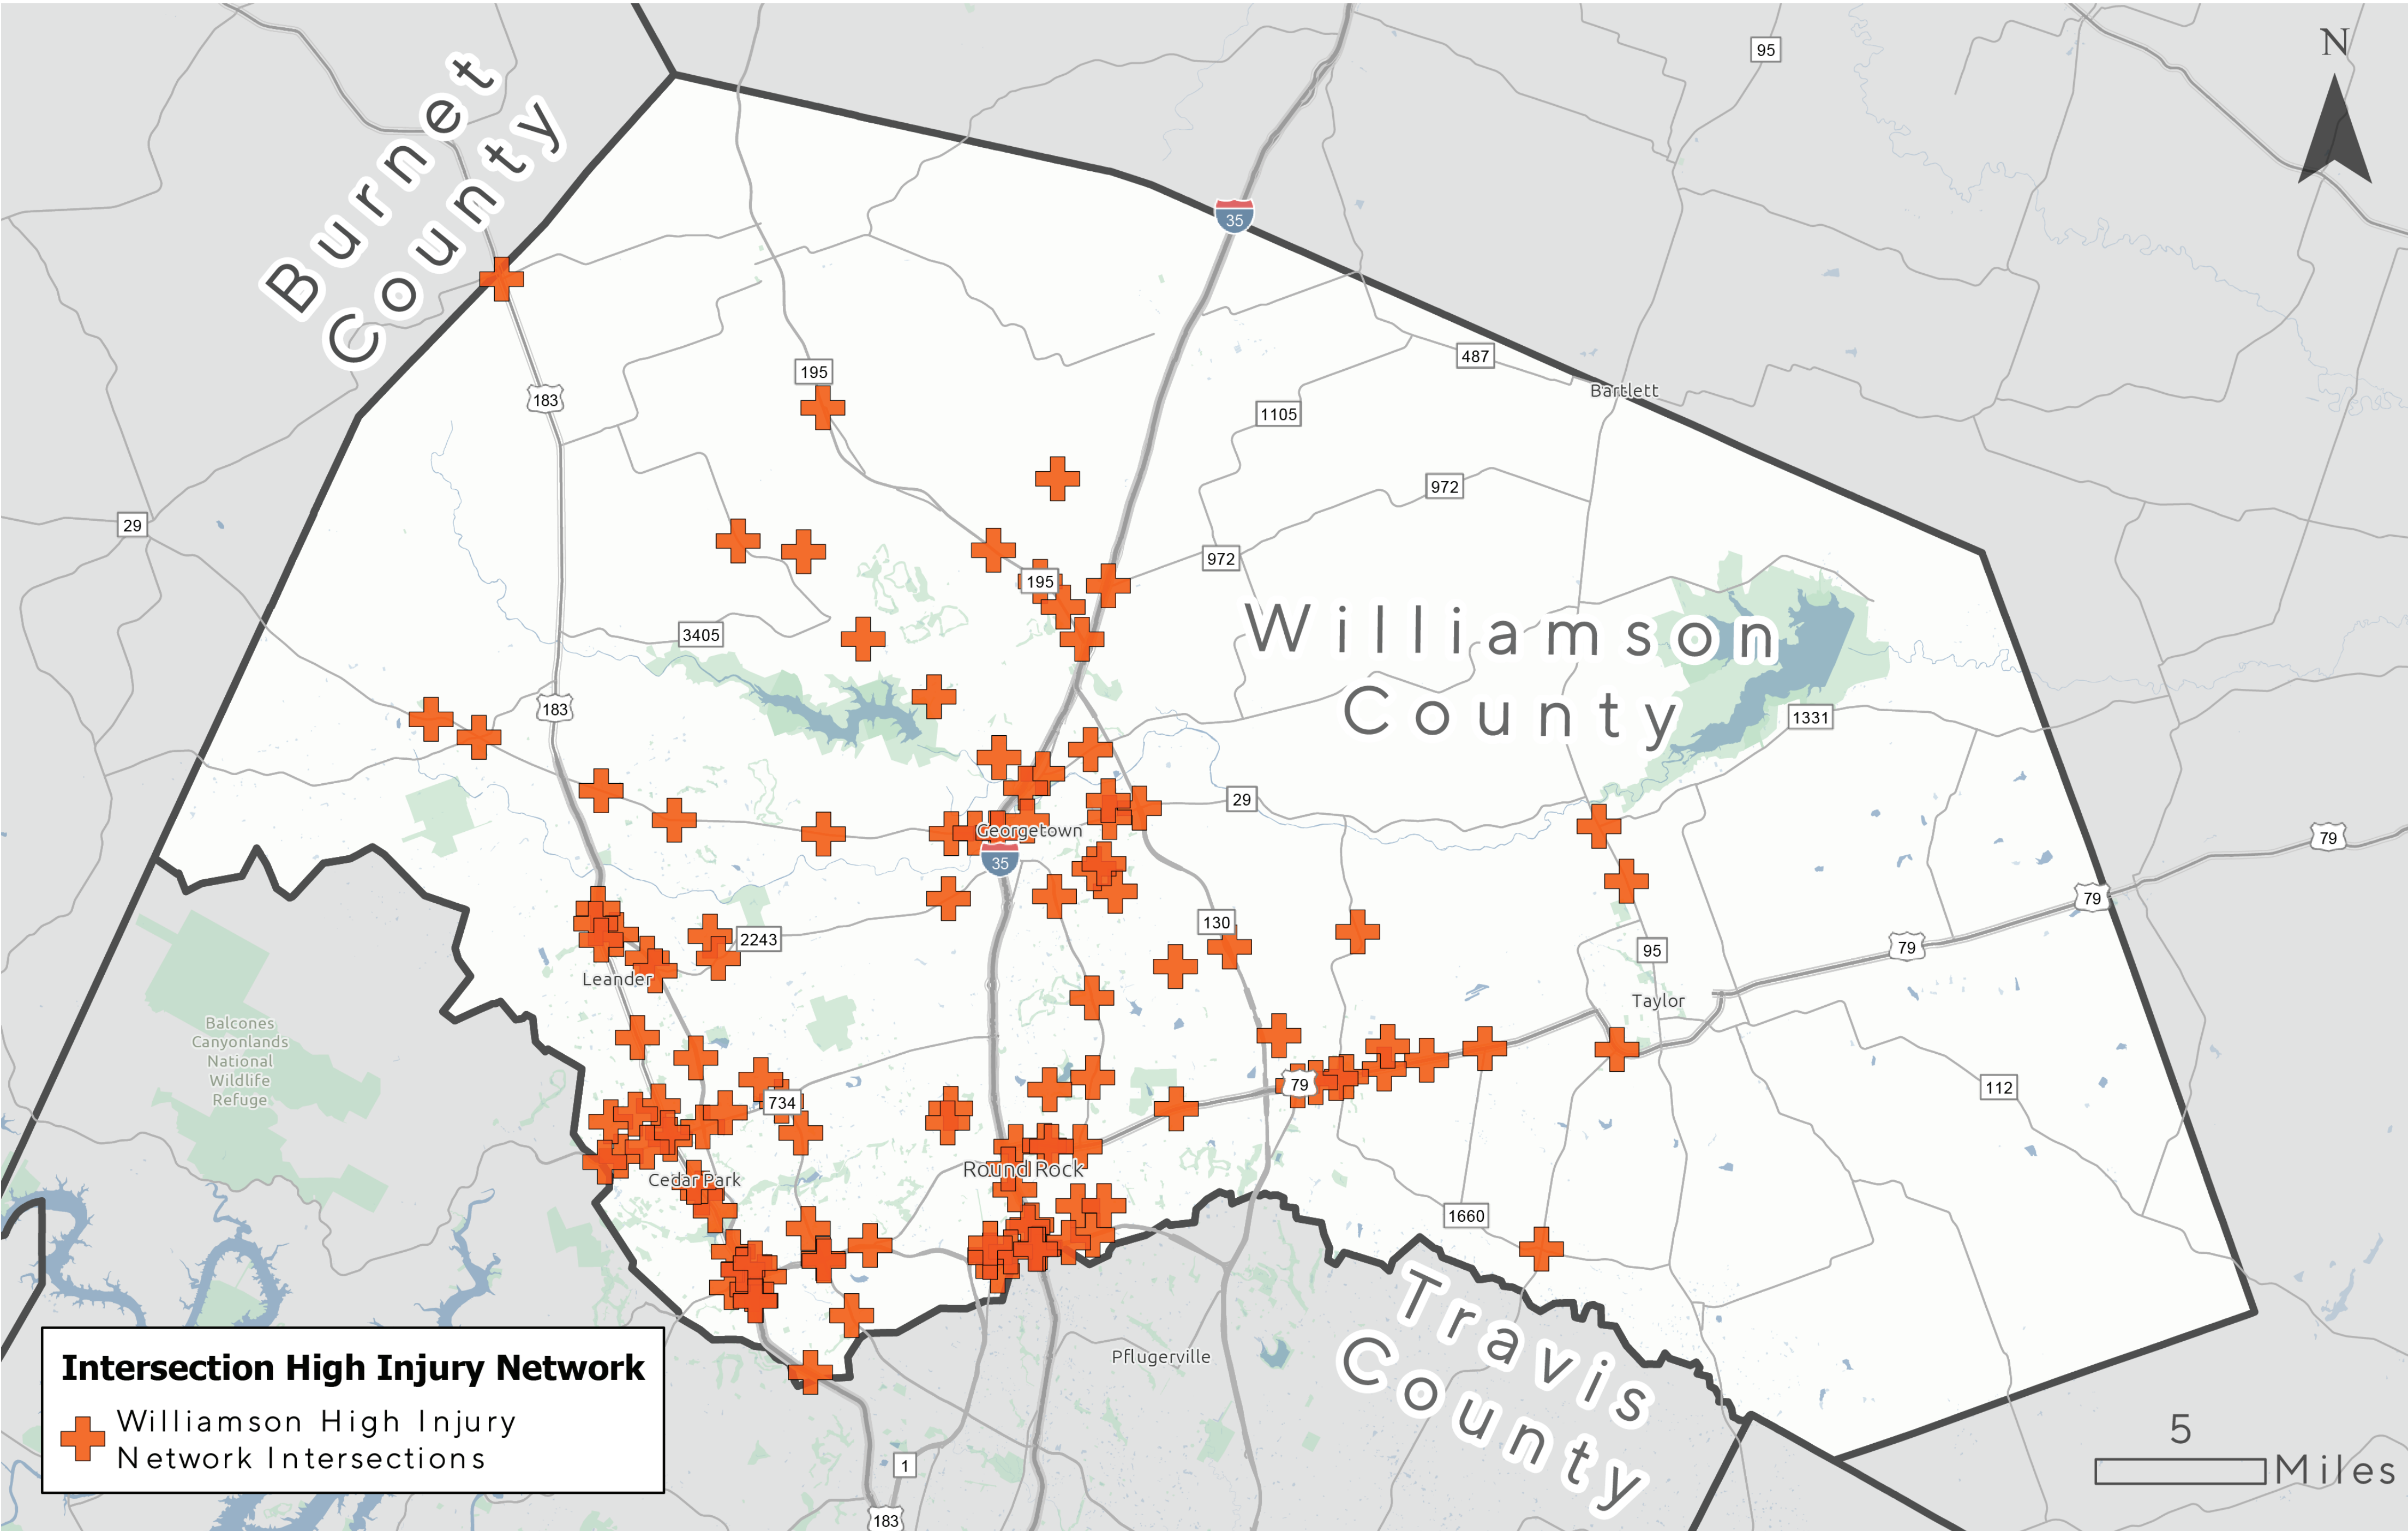 95
N
Burnet
County
35
195
487
Bartlett
183
1105
972
29
972
195
3405
Williamson
County
183
1331
29
Georgetown
79
35
79
130
2243
79
95
Leander
Taylor
Balcones
Canyonlands
National
Wildlife
Refuge
79
112
734
Round Rock
Cedar Park
1660
Travis
County
Pflugerville
Intersection High Injury Network
Williamson High Injury
Network Intersections
5
Miles
1
183